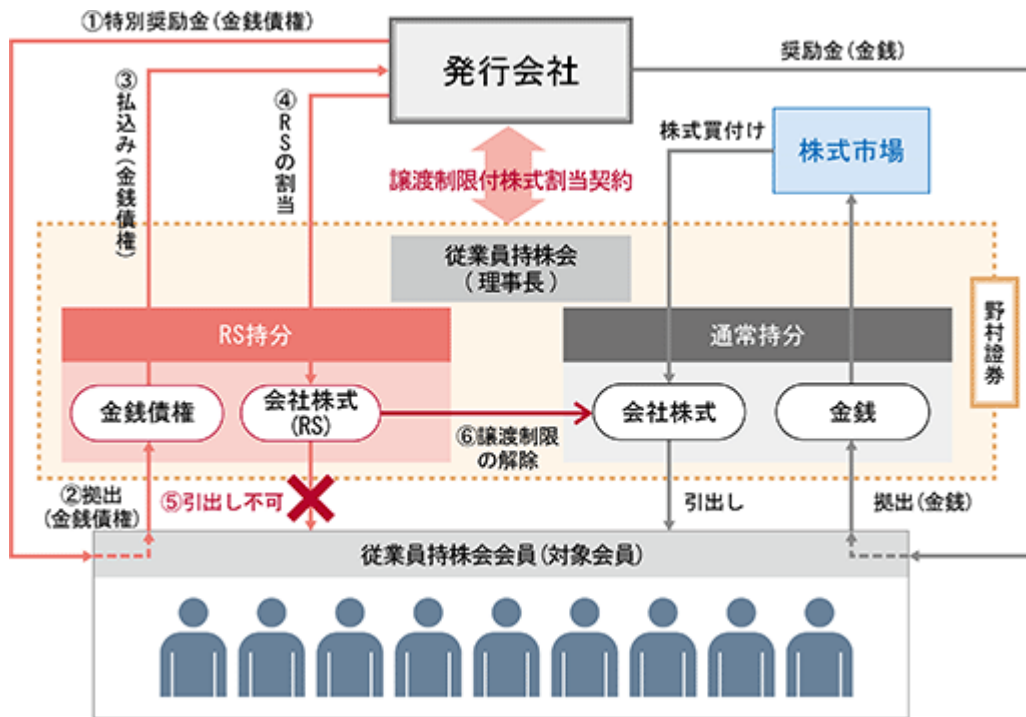 ①特別奨励金(金銭債権)
発行会社
奨励金(金銭)
③払込み(金銭債権)
④RSの割当
株式買付け
株式市場
譲渡制限付株式割当契約
従業員持株会
(理事長)
野村證券
RS持分
通常持分
金銭債権
会社株式
(RS)
会社株式
金銭
⑥譲渡制限
の解除
②拠出
(金銭債権)
⑤引出し不可
引出し
拠出(金銭)
従業員持株会会員(対象会員)